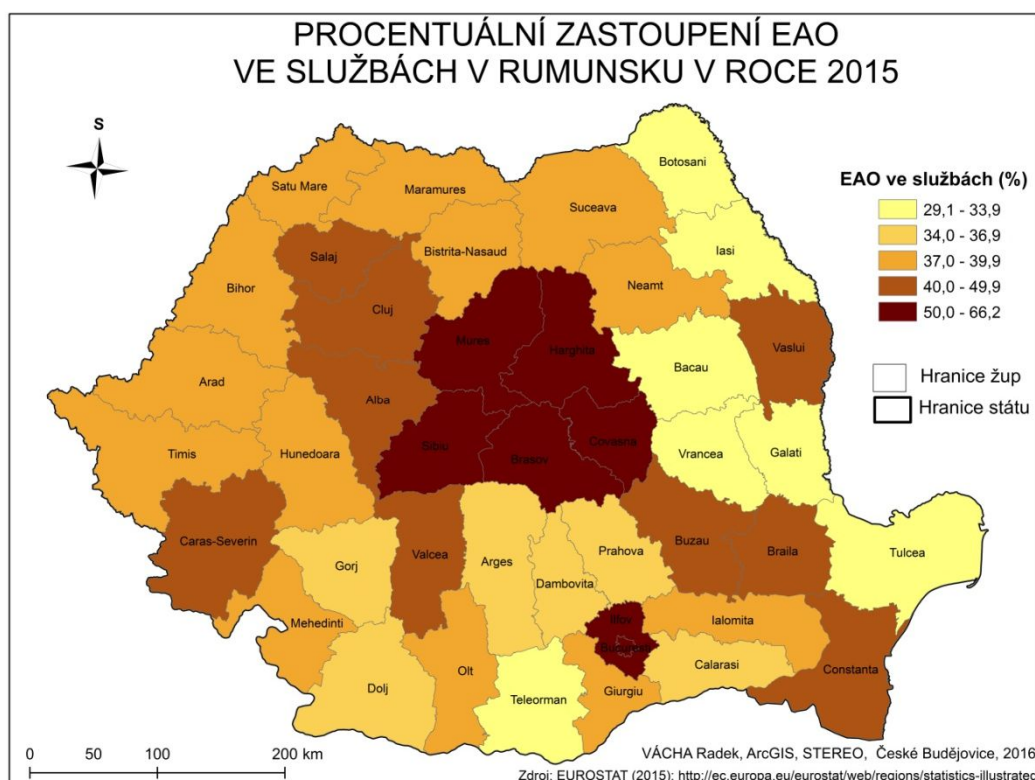 PROCENTUÁLNÍ ZASTOUPENÍ EAO
VE SLUŽBÁCH V RUMUNSKU V ROCE 2015
S
EAO ve službách (%)
29,1 - 33,9
34,0 - 36,9
37,0 - 39,9
40,0 - 49,9
50,0 - 66,2
Hranice žup
Hranice státu
Botosani
Satu Mare
Maramures
Suceava
Iasi
Bistrita-Nasaud
Salaj
Neamt
Bihor
Cluj
Mures
Harghita
Vaslui
Bacau
Arad
Alba
Sibiu
Brasov
Covasna
Vrancea
Galati
Timis
Hunedoara
Caras-Severin
Gorj
Valcea
Arges
Dambovita
Prahova
Buzau
Braila
Tulcea
Mehedinti
Ilfov
Ialomita
Calarasi
Constanta
Dolj
Olt
Teleorman
Giurgiu
0 50 100 200 km
VÁCHA Radek, ArcGIS, STEREO, České Budějovice, 2016
Zdroj: EUROSTAT (2015): http://ec.europa.eu/eurostat/web/regions/statistics-illustrated